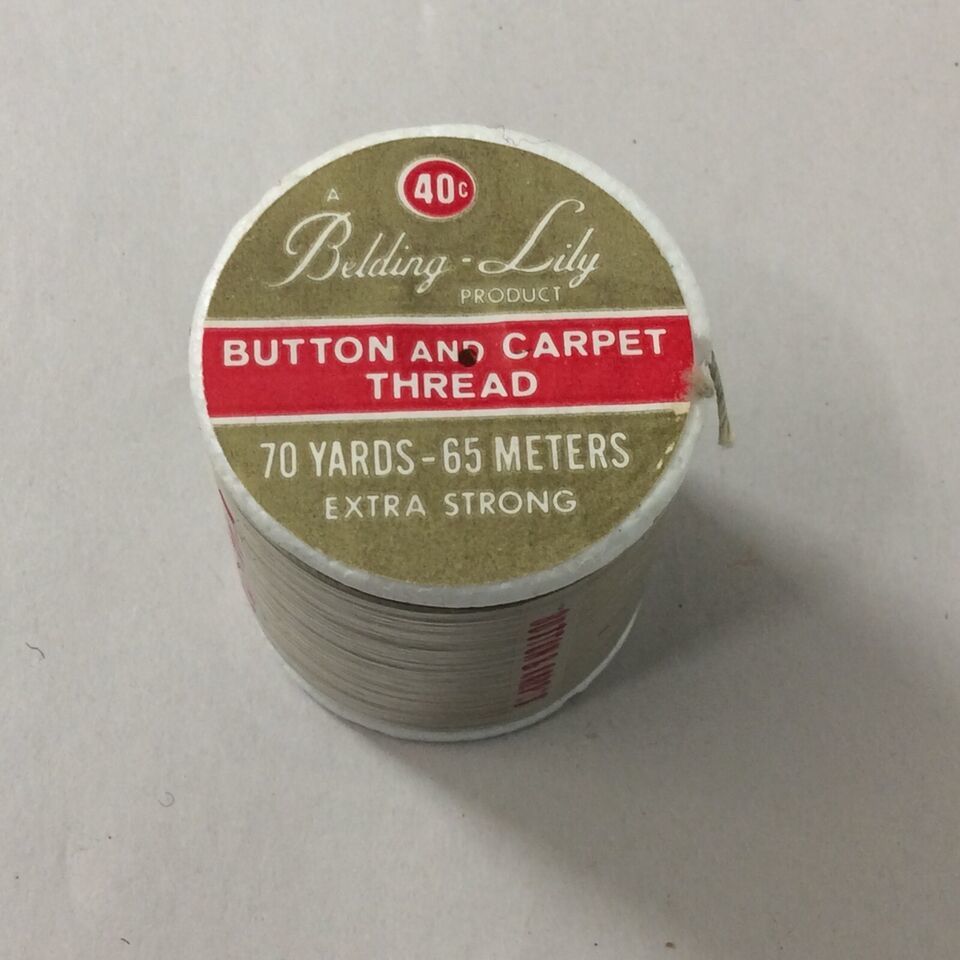 40¢
A
Belding-Lily
PRODUCT
BUTTON AND CARPET
THREAD
70 YARDS-65 METERS
EXTRA STRONG